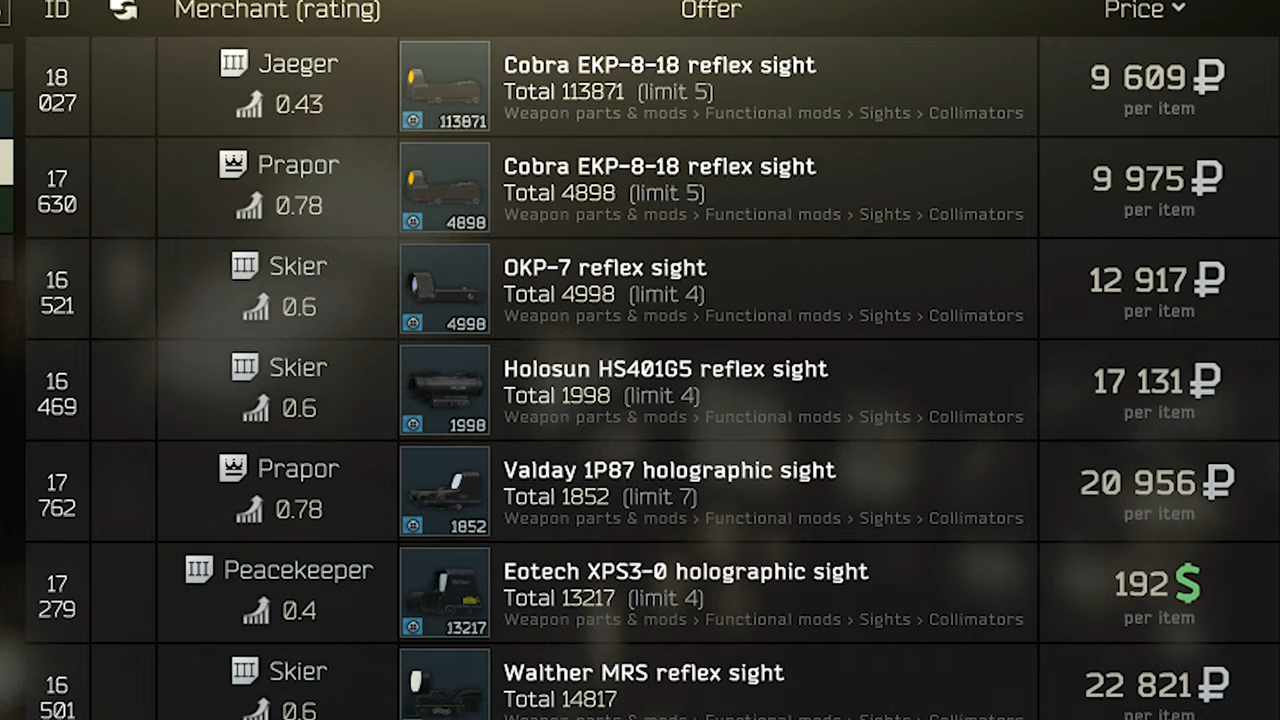 ID Merchant (rating) Offer Price
18 027
III Jaeger
0.43
113871
Cobra EKP-8-18 reflex sight
Total 113871 (limit 5)
Weapon parts & mods > Functional mods > Sights > Collimators
9 609 ₽
per item
17 630
Prapor
0.78
4898
Cobra EKP-8-18 reflex sight
Total 4898 (limit 5)
Weapon parts & mods > Functional mods > Sights > Collimators
9 975 ₽
per item
16 521
III Skier
0.6
4998
OKP-7 reflex sight
Total 4998 (limit 4)
Weapon parts & mods > Functional mods > Sights > Collimators
12 917 ₽
per item
16 469
III Skier
0.6
1998
Holosun HS401G5 reflex sight
Total 1998 (limit 4)
Weapon parts & mods > Functional mods > Sights > Collimators
17 131 ₽
per item
17 762
Prapor
0.78
1852
Valday 1P87 holographic sight
Total 1852 (limit 7)
Weapon parts & mods > Functional mods > Sights > Collimators
20 956 ₽
per item
17 279
III Peacekeeper
0.4
13217
Eotech XPS3-0 holographic sight
Total 13217 (limit 4)
Weapon parts & mods > Functional mods > Sights > Collimators
192 $
per item
16 501
III Skier
0.6
Walther MRS reflex sight
Total 14817
22 821 ₽